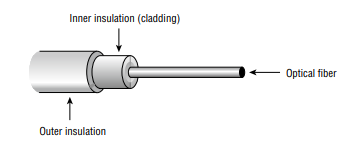 Inner insulation (cladding)
Optical fiber
Outer insulation